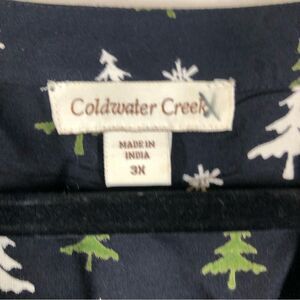 Coldwater Creek
MADE IN
INDIA
3X